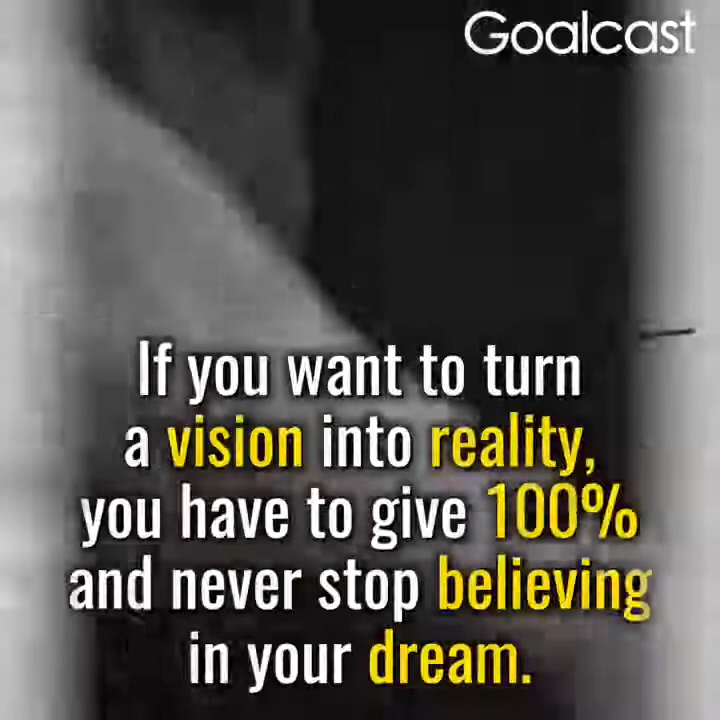 Goalcast
If you want to turn
a vision into reality,
you have to give 100%
and never stop believing
in your dream.